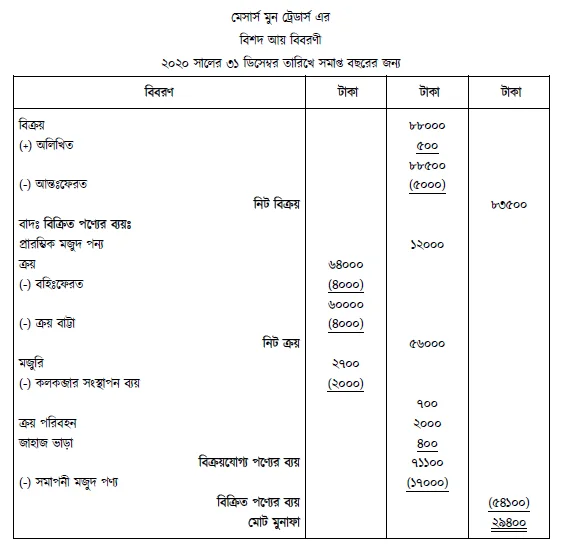 মেসার্স মুন ট্রেডার্স এর
বিশদ আয় বিবরণী
২০২০ সালের ৩১ ডিসেম্বর তারিখে সমাপ্ত বছরের জন্য
বিবরণ টাকা টাকা টাকা
বিক্রয় ৮৮০০০
(+) অলিখিত ৫০০
৮৮৫০০
(-) আন্তঃফেরত (৫০০০)
নিট বিক্রয় ৮৩৫০০
বাদঃ বিক্রিত পণ্যের ব্যয়ঃ
প্রারম্ভিক মজুদ পন্য ১২০০০
ক্রয় ৬৪০০০
(-) বহিঃফেরত (৪০০০)
৬০০০০
(-) ক্রয় বাট্টা (৪০০০)
নিট ক্রয় ৫৬০০০
মজুরি ২৭০০
(-) কলকব্জার সংস্থাপন ব্যয় (২০০০)
৭০০
ক্রয় পরিবহন ২০০০
জাহাজ ভাড়া ৪০০
বিক্রয়যোগ্য পণ্যের ব্যয় ৭১১০০
(-) সমাপনী মজুদ পণ্য (১৭০০০)
বিক্রিত পণ্যের ব্যয় (৫৪১০০)
মোট মুনাফা ২৯৪০০